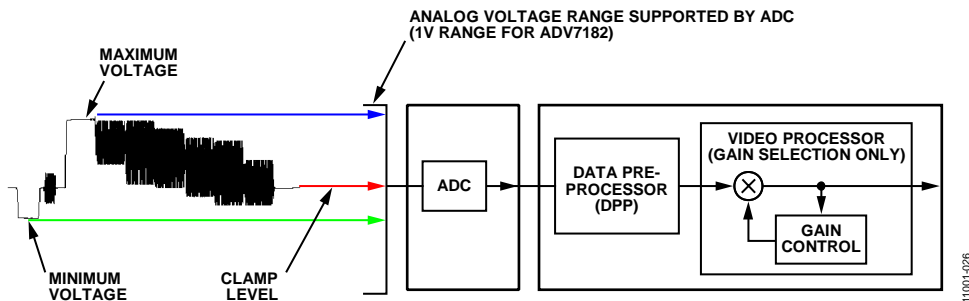 ANALOG VOLTAGE RANGE SUPPORTED BY ADC
(1V RANGE FOR ADV7182)
MAXIMUM
VOLTAGE
VIDEO PROCESSOR
(GAIN SELECTION ONLY)
ADC
DATA PRE-
PROCESSOR
(DPP)
GAIN
CONTROL
MINIMUM
VOLTAGE
CLAMP
LEVEL
11001-026